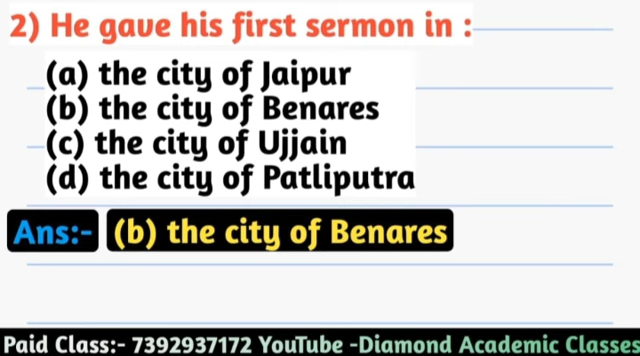 2) He gave his first sermon in :
(a) the city of Jaipur
(b) the city of Benares
(c) the city of Ujjain
(d) the city of Patliputra
Ans:- (b) the city of Benares
Paid Class:- 7392937172 YouTube -Diamond Academic Classes